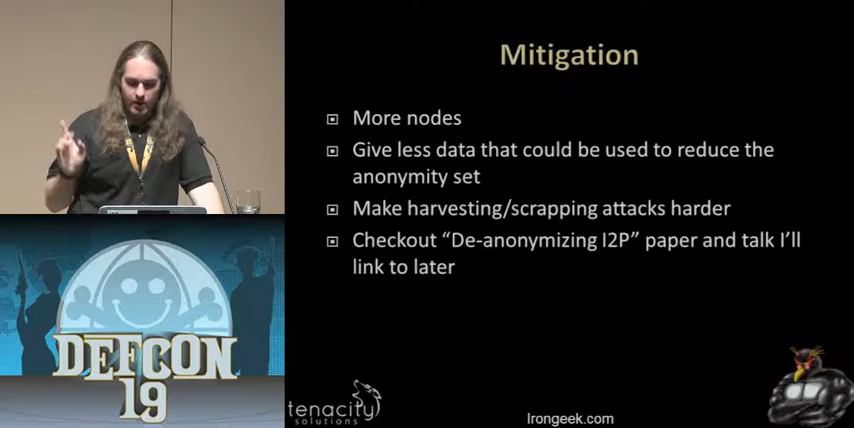 Mitigation
More nodes
Give less data that could be used to reduce the
anonymity set
Make harvesting/scrapping attacks harder
Checkout “De-anonymizing I2P” paper and talk I’ll
link to later
DEFCON
19
tenacity
solutions
Irongeek.com